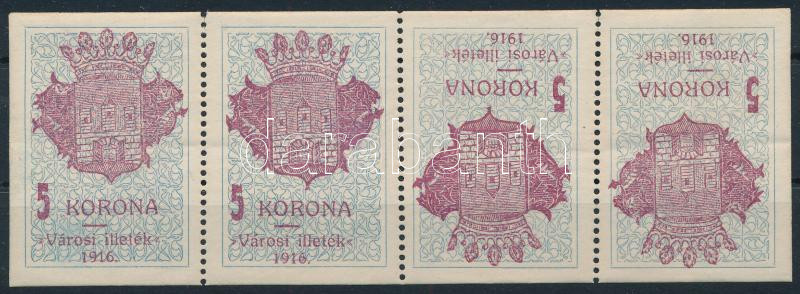 5 KORONA
»Városi illeték«
1916.
5 KORONA
»Városi illeték«
1916.
5 KORONA
»Városi illeték«
1916.
5 KORONA
»Városi illeték«
1916.
darabanth